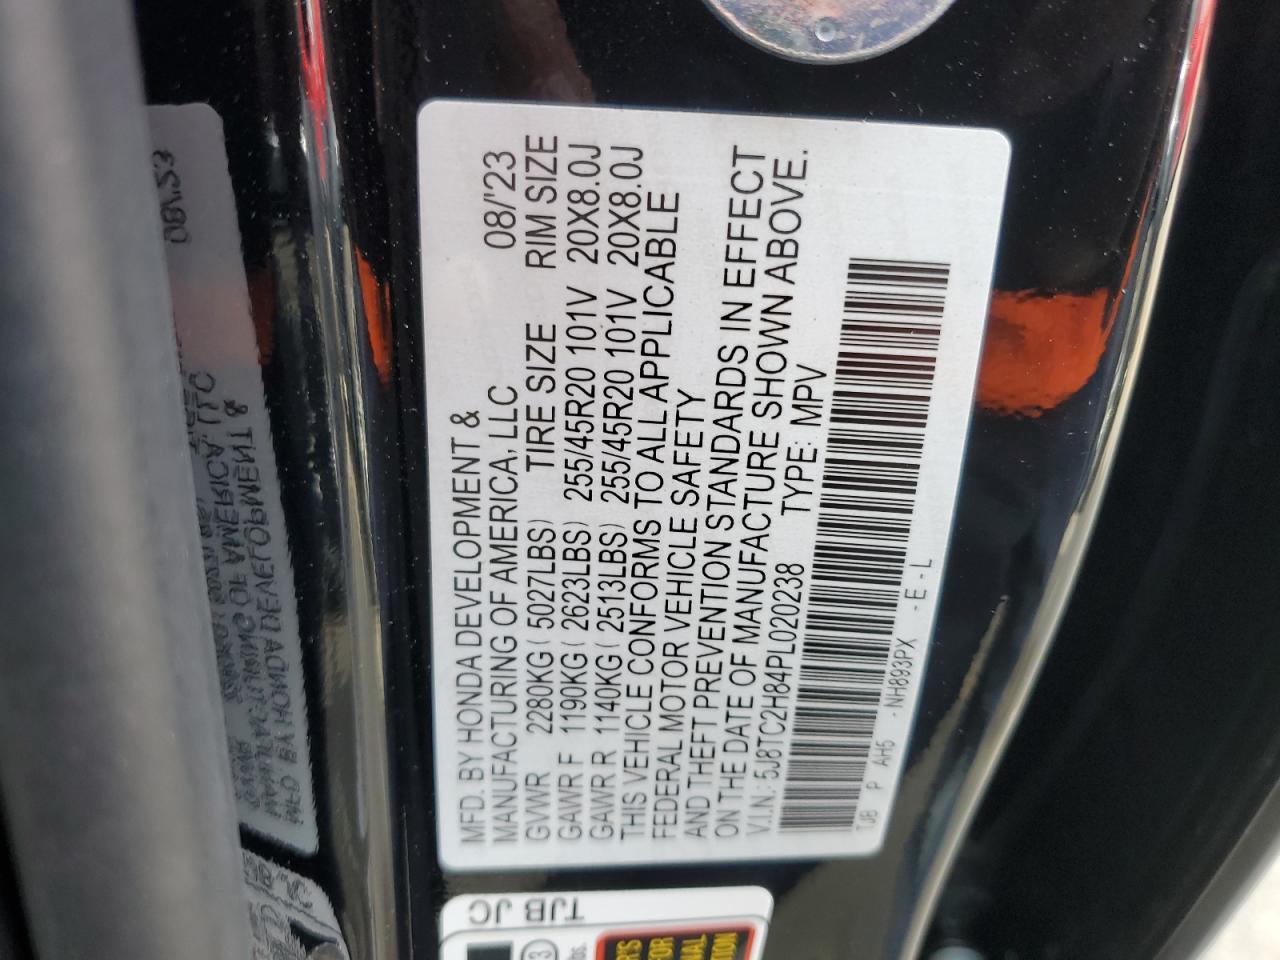 MFD. BY HONDA DEVELOPMENT &
MANUFACTURING OF AMERICA, LLC 08/'23
GVWR 2280KG ( 5027LBS) TIRE SIZE RIM SIZE
GAWR F 1190KG ( 2623LBS) 255/45R20 101V 20X8.0J
GAWR R 1140KG ( 2513LBS) 255/45R20 101V 20X8.0J
THIS VEHICLE CONFORMS TO ALL APPLICABLE
FEDERAL MOTOR VEHICLE SAFETY
AND THEFT PREVENTION STANDARDS IN EFFECT
ON THE DATE OF MANUFACTURE SHOWN ABOVE.
V.I.N.: 5J8TC2H84PL020238 TYPE: MPV
TJB P AH5 - NH893PX - E - L
TJB JC